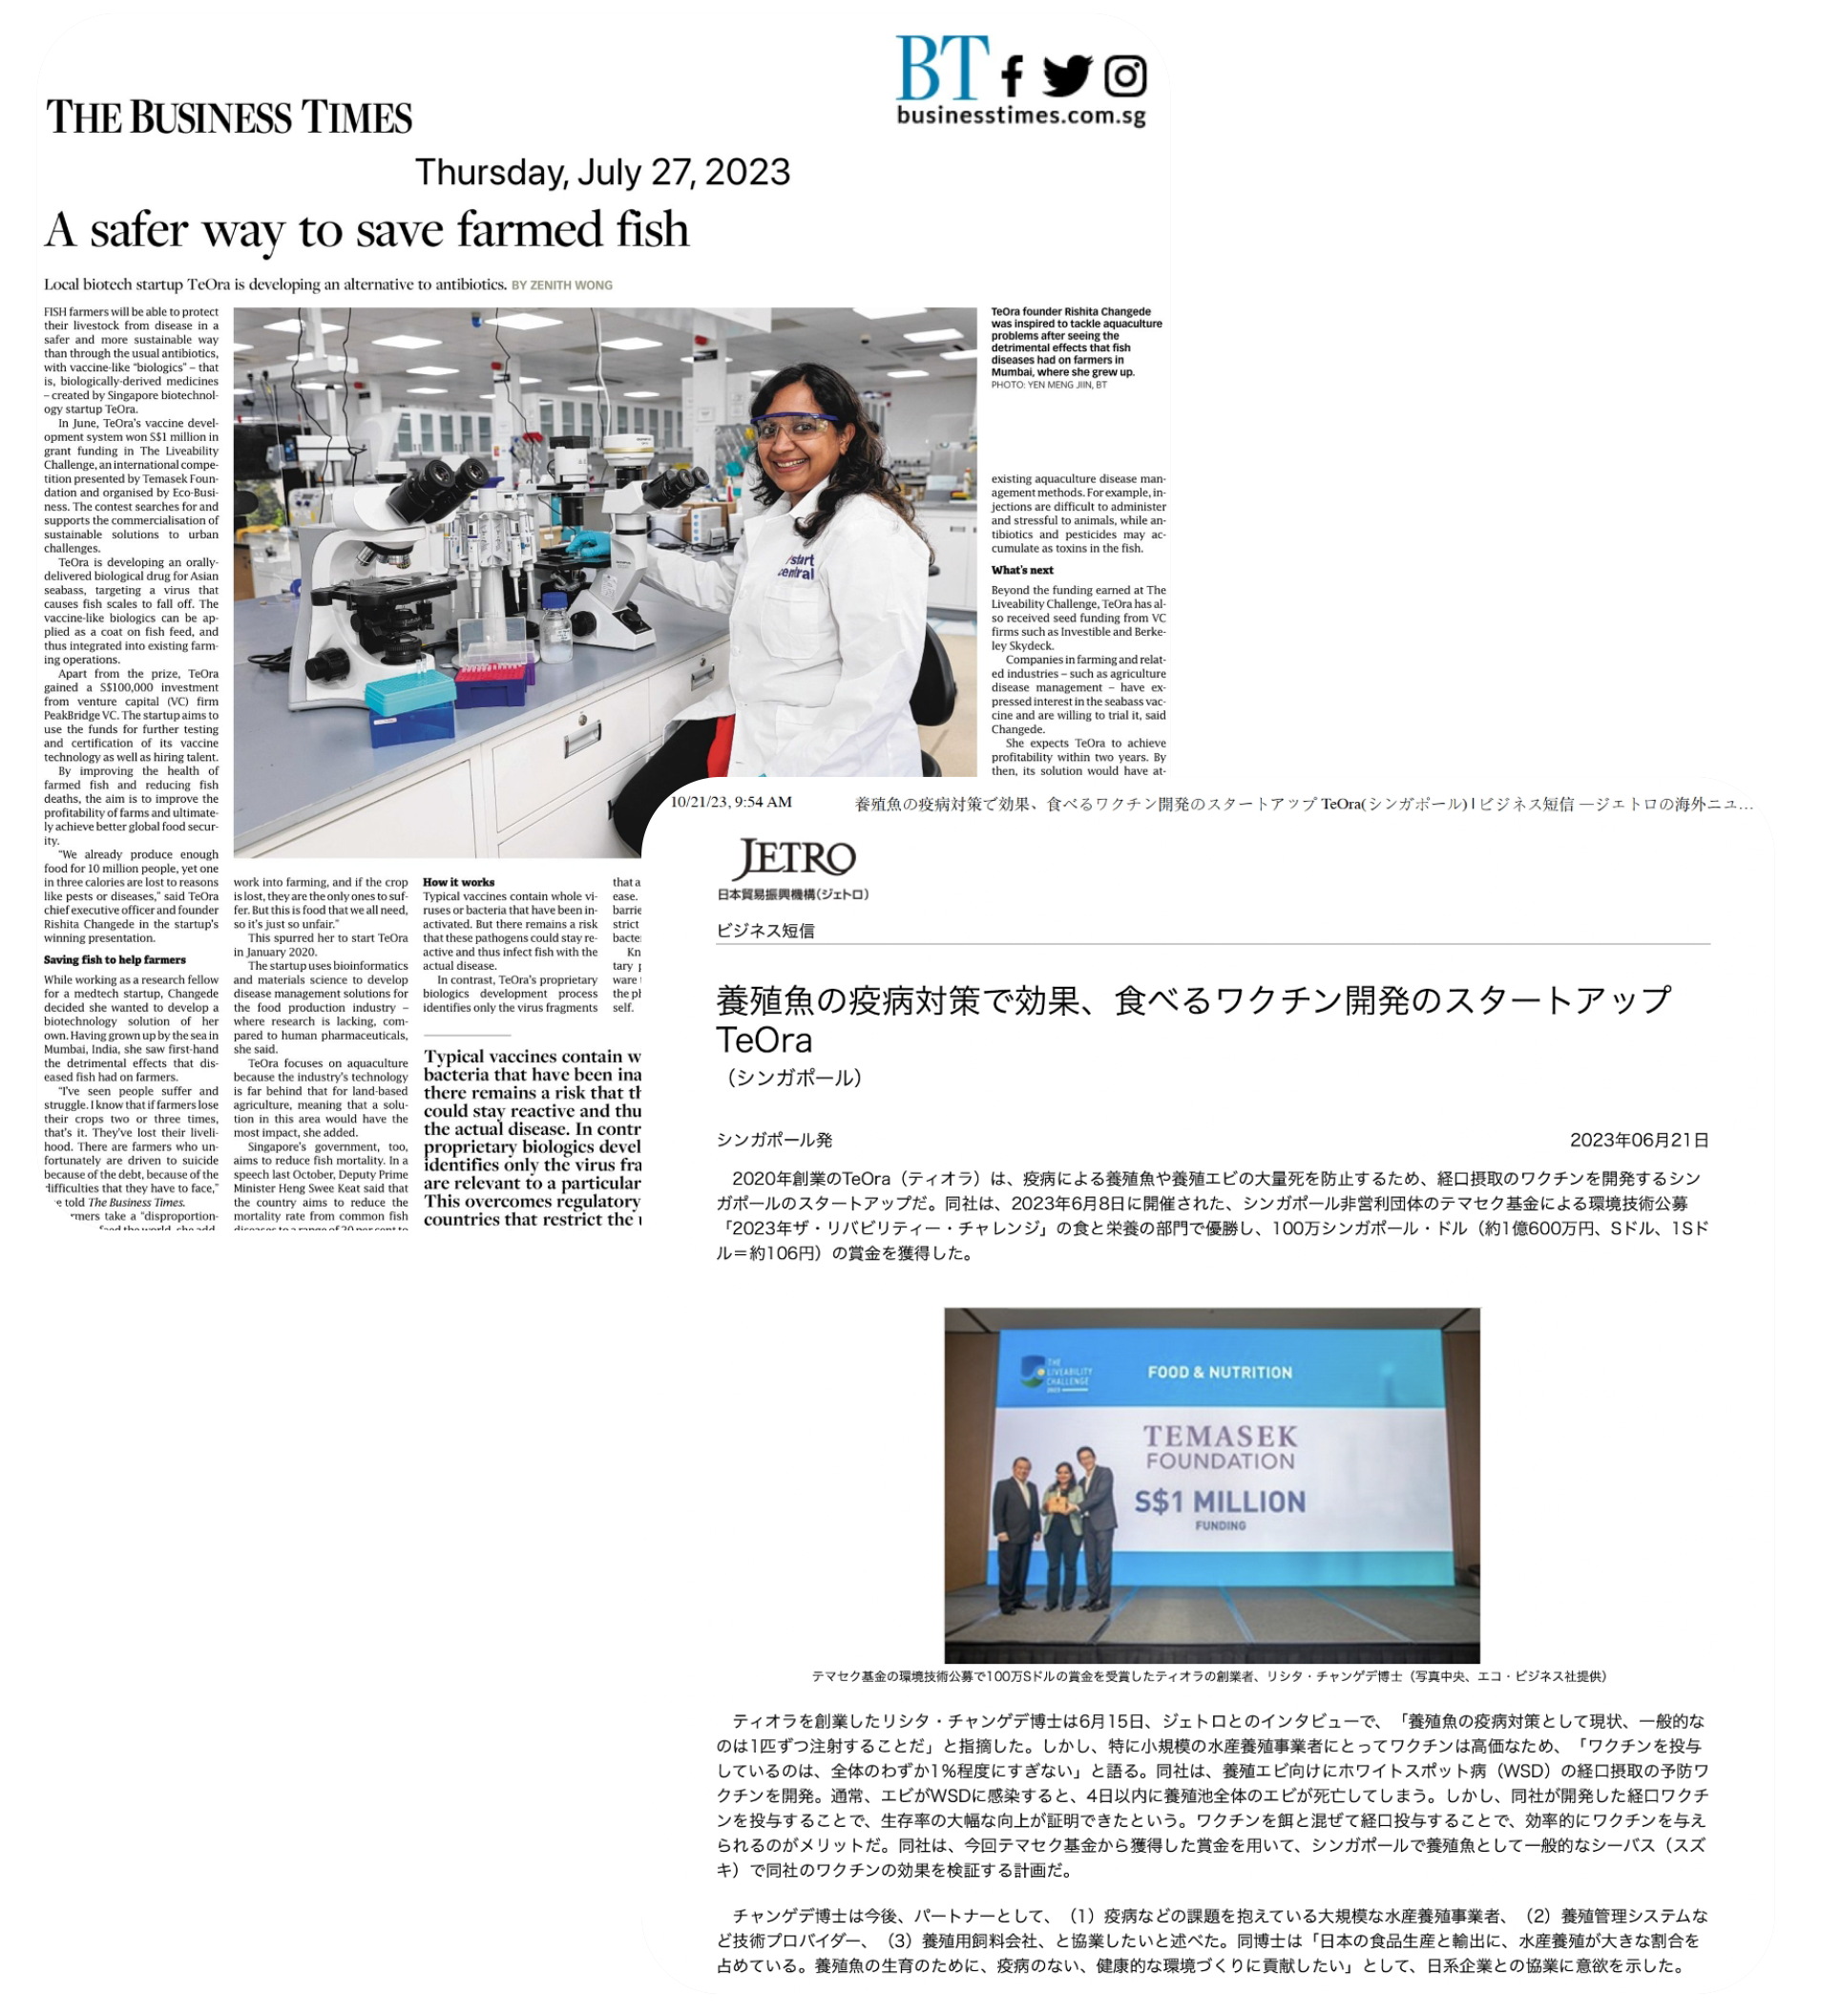 BT
businesstimes.com.sg
THE BUSINESS TIMES
Thursday, July 27, 2023
A safer way to save farmed fish
Local biotech startup TeOra is developing an alternative to antibiotics. BY ZENITH WONG
FISH farmers will be able to protect
their livestock from disease in a
safer and more sustainable way
than through the usual antibiotics,
with vaccine-like "biologics" – that
is, biologically-derived medicines
– created by Singapore biotechnol-
ogy startup TeOra.
In June, TeOra's vaccine devel-
opment system won S$1 million in
grant funding in The Liveability
Challenge, an international compe-
tition presented by Temasek Foun-
dation and organised by Eco-Busi-
ness. The contest searches for and
supports the commercialisation of
sustainable solutions to urban
challenges.
TeOra is developing an orally-
delivered biological drug for Asian
seabass, targeting a virus that
causes fish scales to fall off. The
vaccine-like biologics can be ap-
plied as a coat on fish feed, and
thus integrated into existing farm-
ing operations.
Apart from the prize, TeOra
gained a S$100,000 investment
from venture capital (VC) firm
PeakBridge VC. The startup aims to
use the funds for further testing
and certification of its vaccine
technology as well as hiring talent.
By improving the health of
farmed fish and reducing fish
deaths, the aim is to improve the
profitability of farms and ultimate-
ly achieve better global food secur-
ity.
"We already produce enough
food for 10 million people, yet one
in three calories are lost to reasons
like pests or diseases," said TeOra
chief executive officer and founder
Rishita Changede in the startup's
winning presentation.
Saving fish to help farmers
While working as a research fellow
for a medtech startup, Changede
decided she wanted to develop a
biotechnology solution of her
own. Having grown up by the sea in
Mumbai, India, she saw first-hand
the detrimental effects that dis-
eased fish had on farmers.
"I've seen people suffer and
struggle. I know that if farmers lose
their crops two or three times,
that's it. They've lost their liveli-
hood. There are farmers who un-
fortunately are driven to suicide
because of the debt, because of the
difficulties that they have to face,"
e told The Business Times.
rmers take a "disproportion-
work into farming, and if the crop
is lost, they are the only ones to suf-
fer. But this is food that we all need,
so it's just so unfair."
This spurred her to start TeOra
in January 2020.
The startup uses bioinformatics
and materials science to develop
disease management solutions for
the food production industry –
where research is lacking, com-
pared to human pharmaceuticals,
she said.
TeOra focuses on aquaculture
because the industry's technology
is far behind that for land-based
agriculture, meaning that a solu-
tion in this area would have the
most impact, she added.
Singapore's government, too,
aims to reduce fish mortality. In a
speech last October, Deputy Prime
Minister Heng Swee Keat said that
the country aims to reduce the
mortality rate from common fish
How it works
Typical vaccines contain whole vi-
ruses or bacteria that have been in-
activated. But there remains a risk
that these pathogens could stay re-
active and thus infect fish with the
actual disease.
In contrast, TeOra's proprietary
biologics development process
identifies only the virus fragments
Typical vaccines contain w
bacteria that have been ina
there remains a risk that th
could stay reactive and thu
the actual disease. In contr
proprietary biologics devel
identifies only the virus fra
are relevant to a particular
This overcomes regulatory
countries that restrict the
that a
ease.
barrie
strict
bacte
Kn
tary p
ware
the pl
self.
/start
central
TeOra founder Rishita Changede
was inspired to tackle aquaculture
problems after seeing the
detrimental effects that fish
diseases had on farmers in
Mumbai, where she grew up.
PHOTO: YEN MENG JIIN, BT
existing aquaculture disease man-
agement methods. For example, in-
jections are difficult to administer
and stressful to animals, while an-
tibiotics and pesticides may ac-
cumulate as toxins in the fish.
What's next
Beyond the funding earned at The
Liveability Challenge, TeOra has al-
so received seed funding from VC
firms such as Investible and Berke-
ley Skydeck.
Companies in farming and relat-
ed industries – such as agriculture
disease management – have ex-
pressed interest in the seabass vac-
cine and are willing to trial it, said
Changede.
She expects TeOra to achieve
profitability within two years. By
then, its solution would have at-
10/21/23, 9:54 AM
養殖魚の疫病対策で効果、食べるワクチン開発のスタートアップ TeOra(シンガポール) | ビジネス短信 ―ジェトロの海外ニュ…
JETRO
日本貿易振興機構(ジェトロ)
ビジネス短信
養殖魚の疫病対策で効果、食べるワクチン開発のスタートアップ
TeOra
（シンガポール）
シンガポール発
2023年06月21日
2020年創業のTeOra（ティオラ）は、疫病による養殖魚や養殖エビの大量死を防止するため、経口摂取のワクチンを開発するシン
ガポールのスタートアップだ。同社は、2023年6月8日に開催された、シンガポール非営利団体のテマセク基金による環境技術公募
「2023年ザ・リバビリティー・チャレンジ」の食と栄養の部門で優勝し、100万シンガポール・ドル（約1億600万円、Sドル、1Sド
ル＝約106円）の賞金を獲得した。
THE
LIVEABILITY
CHALLENGE
2023
FOOD & NUTRITION
TEMASEK
FOUNDATION
S$1 MILLION
FUNDING
テマセク基金の環境技術公募で100万Sドルの賞金を受賞したティオラの創業者、リシタ・チャンゲデ博士（写真中央、エコ・ビジネス社提供）
ティオラを創業したリシタ・チャンゲデ博士は6月15日、ジェトロとのインタビューで、「養殖魚の疫病対策として現状、一般的な
のは1匹ずつ注射することだ」と指摘した。しかし、特に小規模の水産養殖事業者にとってワクチンは高価なため、「ワクチンを投与
しているのは、全体のわずか1％程度にすぎない」と語る。同社は、養殖エビ向けにホワイトスポット病（WSD）の経口摂取の予防ワ
クチンを開発。通常、エビがWSDに感染すると、4日以内に養殖池全体のエビが死亡してしまう。しかし、同社が開発した経口ワクチ
ンを投与することで、生存率の大幅な向上が証明できたという。ワクチンを餌と混ぜて経口投与することで、効率的にワクチンを与え
られるのがメリットだ。同社は、今回テマセク基金から獲得した賞金を用いて、シンガポールで養殖魚として一般的なシーバス（スズ
キ）で同社のワクチンの効果を検証する計画だ。
チャンゲデ博士は今後、パートナーとして、（1）疫病などの課題を抱えている大規模な水産養殖事業者、（2）養殖管理システムな
ど技術プロバイダー、（3）養殖用飼料会社、と協業したいと述べた。同博士は「日本の食品生産と輸出に、水産養殖が大きな割合を
占めている。養殖魚の生育のために、疫病のない、健康的な環境づくりに貢献したい」として、日系企業との協業に意欲を示した。